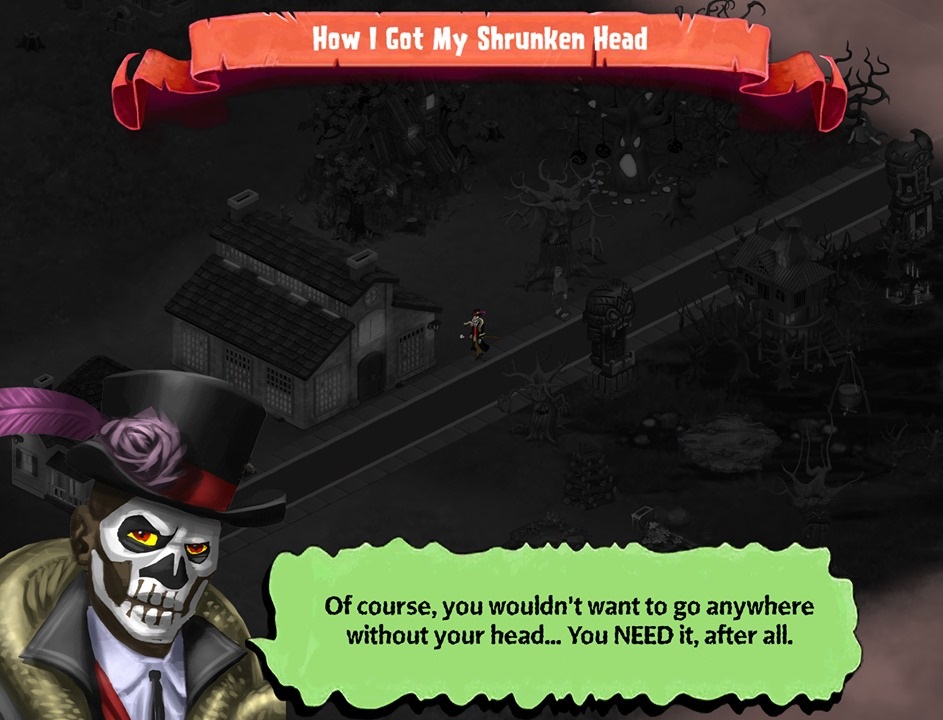 How I Got My Shrunken Head
Of course, you wouldn't want to go anywhere
without your head... You NEED it, after all.